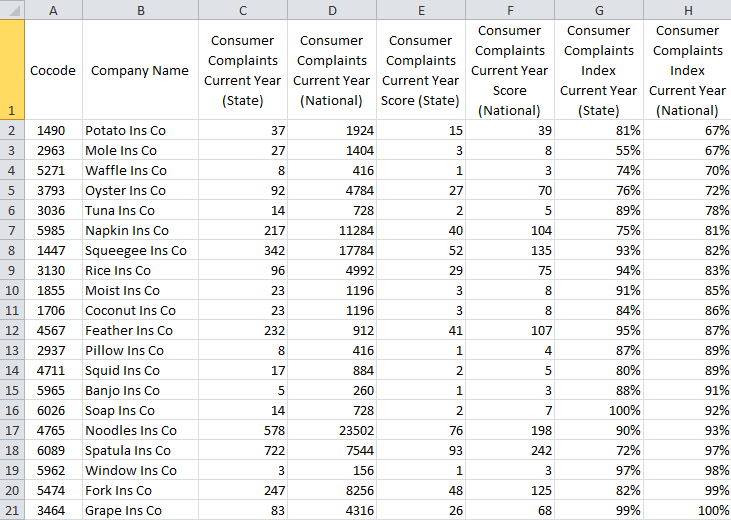 A B C D E F G H
1 Cocode Company Name Consumer Complaints Current Year (State) Consumer Complaints Current Year (National) Consumer Complaints Current Year Score (State) Consumer Complaints Current Year Score (National) Consumer Complaints Index Current Year (State) Consumer Complaints Index Current Year (National)
2 1490 Potato Ins Co 37 1924 15 39 81% 67%
3 2963 Mole Ins Co 27 1404 3 8 55% 67%
4 5271 Waffle Ins Co 8 416 1 3 74% 70%
5 3793 Oyster Ins Co 92 4784 27 70 76% 72%
6 3036 Tuna Ins Co 14 728 2 5 89% 78%
7 5985 Napkin Ins Co 217 11284 40 104 75% 81%
8 1447 Squeegee Ins Co 342 17784 52 135 93% 82%
9 3130 Rice Ins Co 96 4992 29 75 94% 83%
10 1855 Moist Ins Co 23 1196 3 8 91% 85%
11 1706 Coconut Ins Co 23 1196 3 8 84% 86%
12 4567 Feather Ins Co 232 912 41 107 95% 87%
13 2937 Pillow Ins Co 8 416 1 4 87% 89%
14 4711 Squid Ins Co 17 884 2 5 80% 89%
15 5965 Banjo Ins Co 5 260 1 3 88% 91%
16 6026 Soap Ins Co 14 728 2 7 100% 92%
17 4765 Noodles Ins Co 578 23502 76 198 90% 93%
18 6089 Spatula Ins Co 722 7544 93 242 72% 97%
19 5962 Window Ins Co 3 156 1 3 97% 98%
20 5474 Fork Ins Co 247 8256 48 125 82% 99%
21 3464 Grape Ins Co 83 4316 26 68 99% 100%